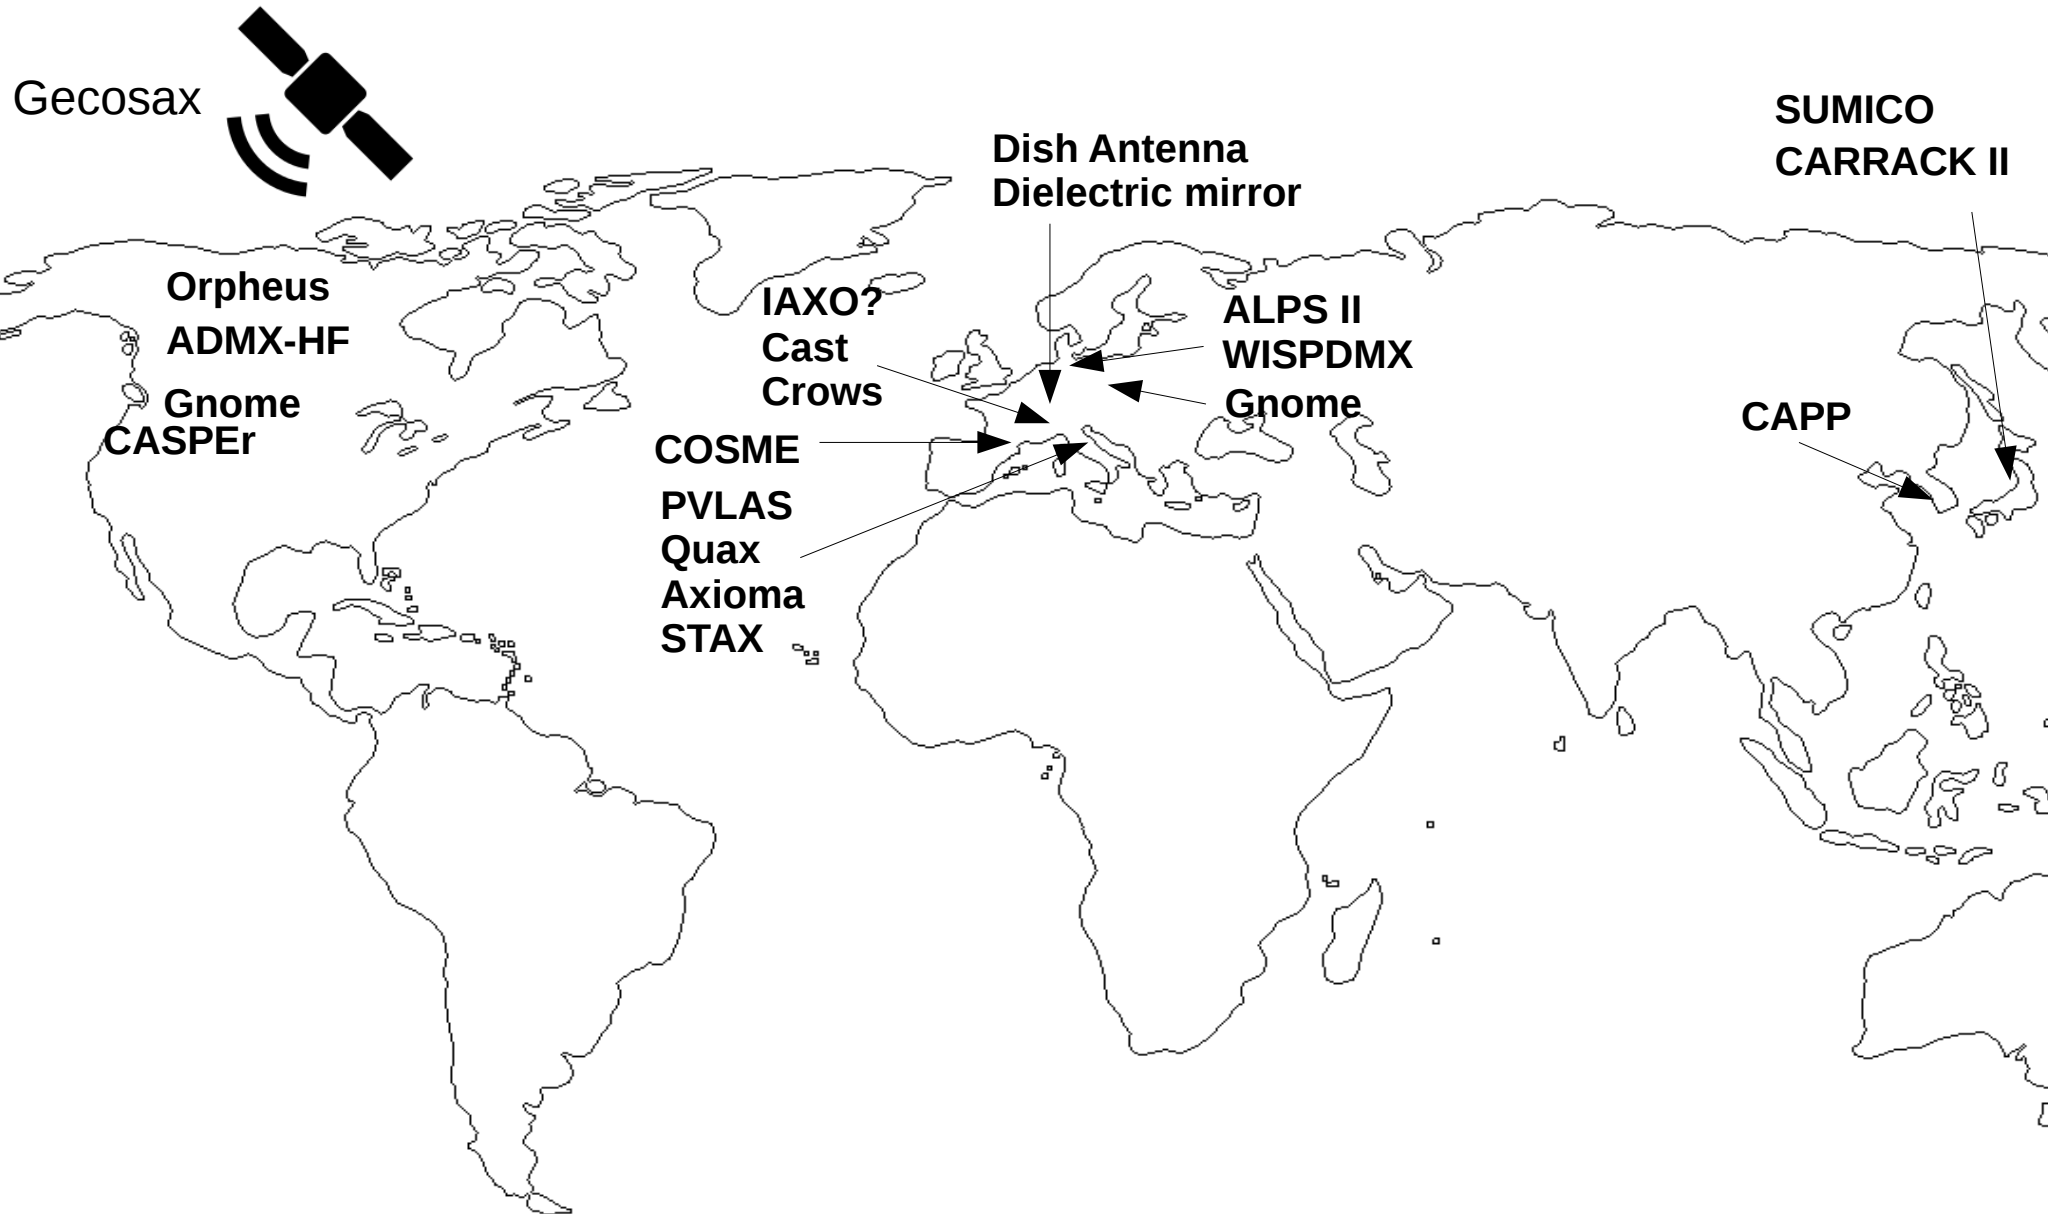 Gecosax
SUMICO
CARRACK II
Dish Antenna
Dielectric mirror
Orpheus
ADMX-HF
Gnome
CASPEr
IAXO?
Cast
Crows
ALPS II
WISPDMX
Gnome
COSME
PVLAS
Quax
Axioma
STAX
CAPP